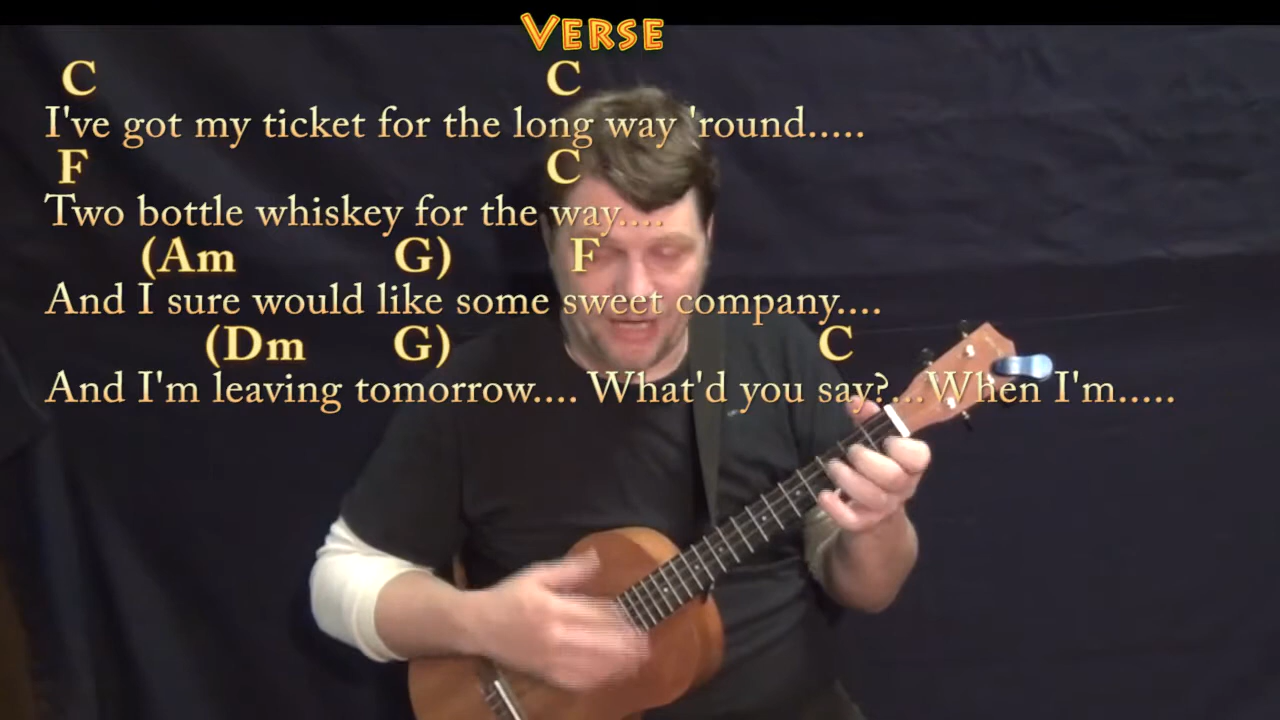 VERSE
C C
I've got my ticket for the long way 'round.....
F C
Two bottle whiskey for the way....
(Am G) F
And I sure would like some sweet company....
(Dm G) C
And I'm leaving tomorrow.... What'd you say?...When I'm.....